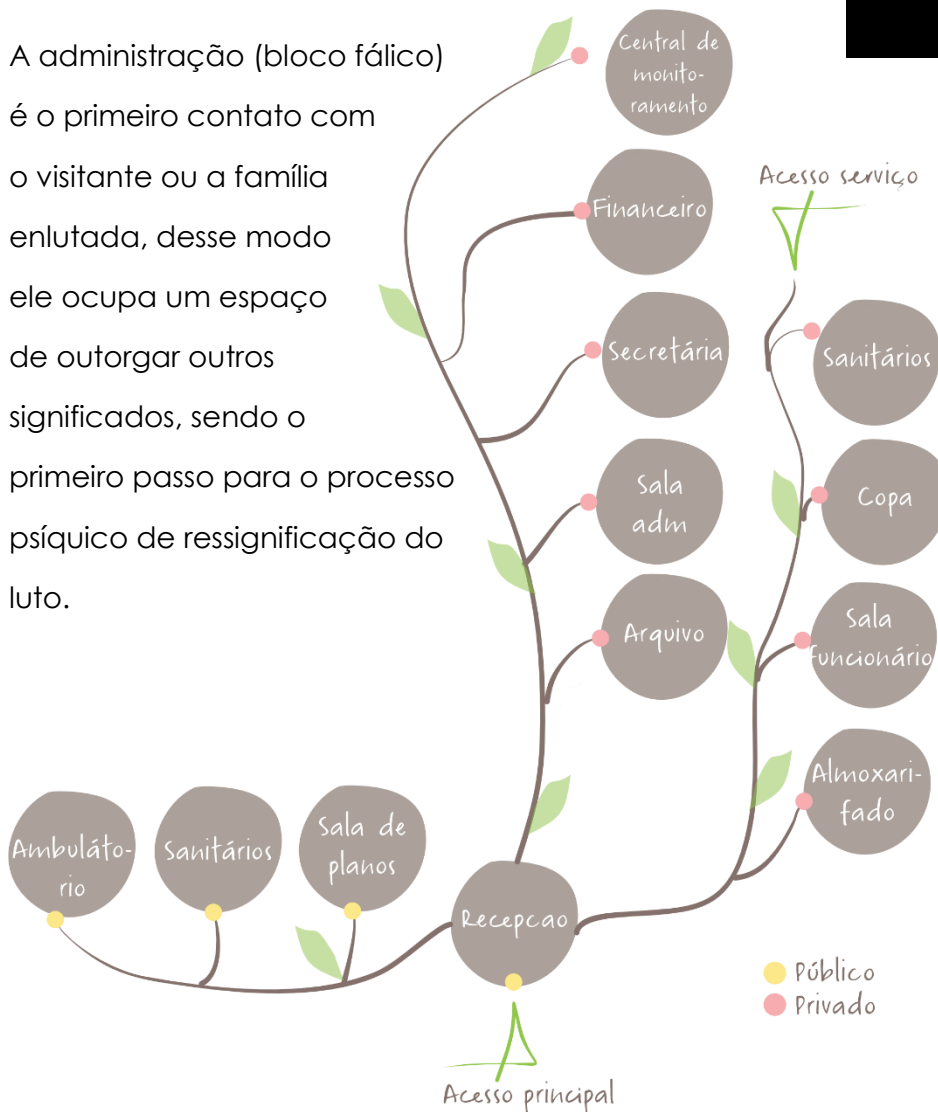 A administração (bloco fálico)
é o primeiro contato com
o visitante ou a família
enlutada, desse modo
ele ocupa um espaço
de outorgar outros
significados, sendo o
primeiro passo para o processo
psíquico de ressignificação do
luto.
Central de
monito-
ramento
Financeiro
Secretária
Sala
adm
Arquivo
Acesso serviço
Sanitários
Copa
Sala
funcionário
Almoxari-
fado
Ambuláto-
rio
Sanitários
Sala de
planos
Recepcao
Público
Privado
Acesso principal